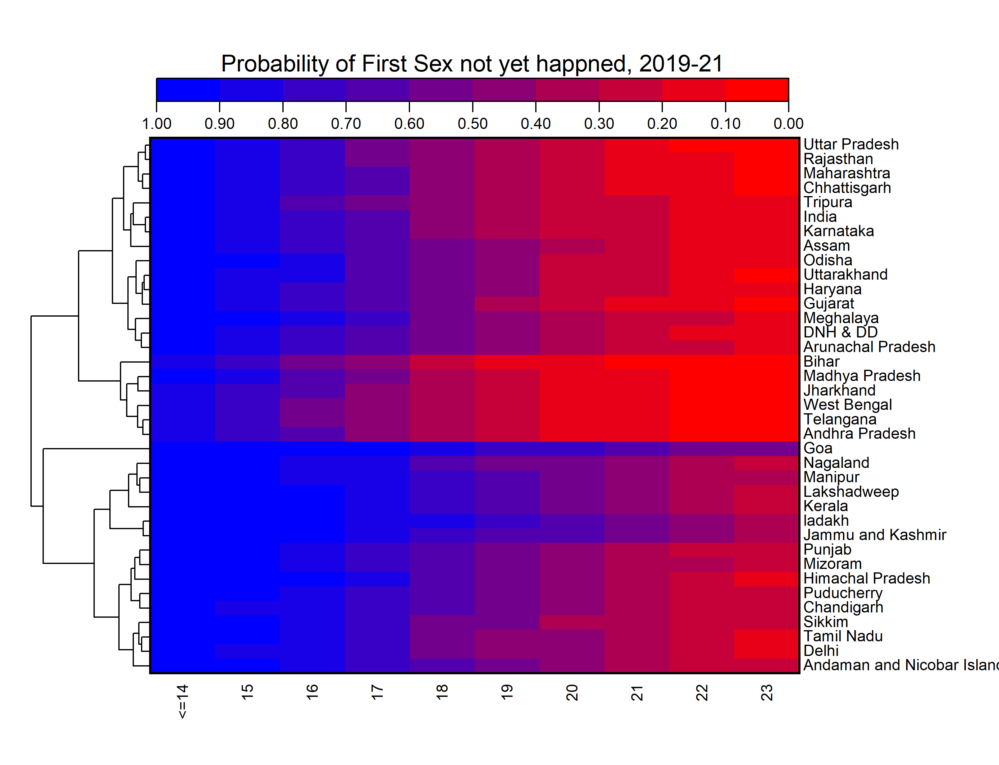 Probability of First Sex not yet happned, 2019-21
1.00 0.90 0.80 0.70 0.60 0.50 0.40 0.30 0.20 0.10 0.00
Uttar Pradesh
Rajasthan
Maharashtra
Chhattisgarh
Tripura
India
Karnataka
Assam
Odisha
Uttarakhand
Haryana
Gujarat
Meghalaya
DNH & DD
Arunachal Pradesh
Bihar
Madhya Pradesh
Jharkhand
West Bengal
Telangana
Andhra Pradesh
Goa
Nagaland
Manipur
Lakshadweep
Kerala
ladakh
Jammu and Kashmir
Punjab
Mizoram
Himachal Pradesh
Puducherry
Chandigarh
Sikkim
Tamil Nadu
Delhi
Andaman and Nicobar Islan
<=14 15 16 17 18 19 20 21 22 23